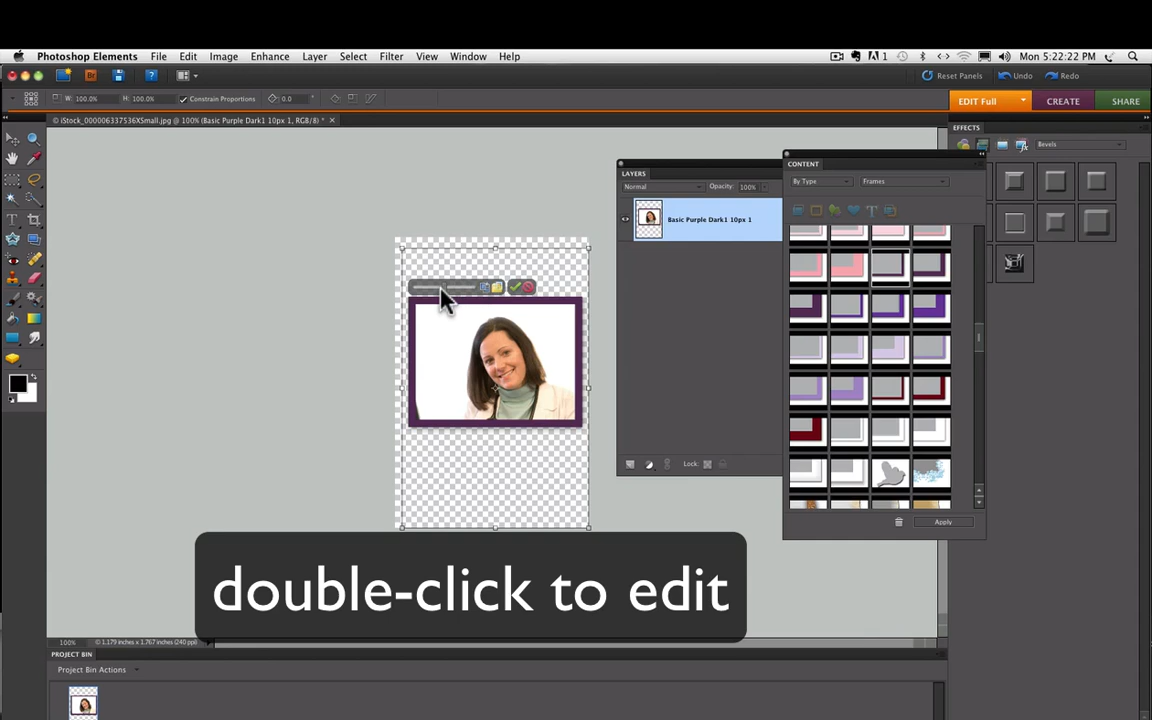 Photoshop Elements File Edit Image Enhance Layer Select Filter View Window Help 1 Mon 5:22:22 PM
Br ? Reset Panels Undo Redo
W: 100.0% H: 100.0% Constrain Proportions 0.0 ° EDIT Full CREATE SHARE
iStock_000006337536XSmall.jpg @ 100% (Basic Purple Dark1 10px 1, RGB/8) *
EFFECTS
Bevels
CONTENT
By Type Frames
LAYERS
Normal Opacity: 100%
Basic Purple Dark1 10px 1
Lock:
Apply
double-click to edit
100% © 1.179 inches x 1.767 inches (240 ppi)
PROJECT BIN
Project Bin Actions